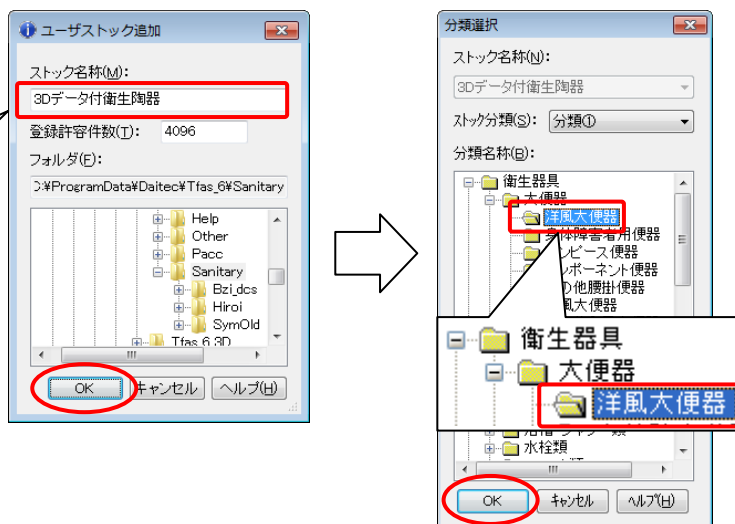 ユーザストック追加
ストック名称(M):
3Dデータ付衛生陶器
登録許容件数(T): 4096
フォルダ(F):
:¥ProgramData¥Daitec¥Tfas_6¥Sanitary
Help
Other
Pacc
Sanitary
Bzi_dcs
Hiroi
SymOld
Tfas 6 3D
OK キャンセル ヘルプ(H)
分類選択
ストック名称(N):
3Dデータ付衛生陶器
ストック分類(S): 分類①
分類名称(B):
衛生器具
大便器
洋風大便器
身体障害者用便器
ンピース便器
ンポーネント便器
の他腰掛便器
風大便器
衛生器具
大便器
洋風大便器
水栓類
OK キャンセル ヘルプ(H)